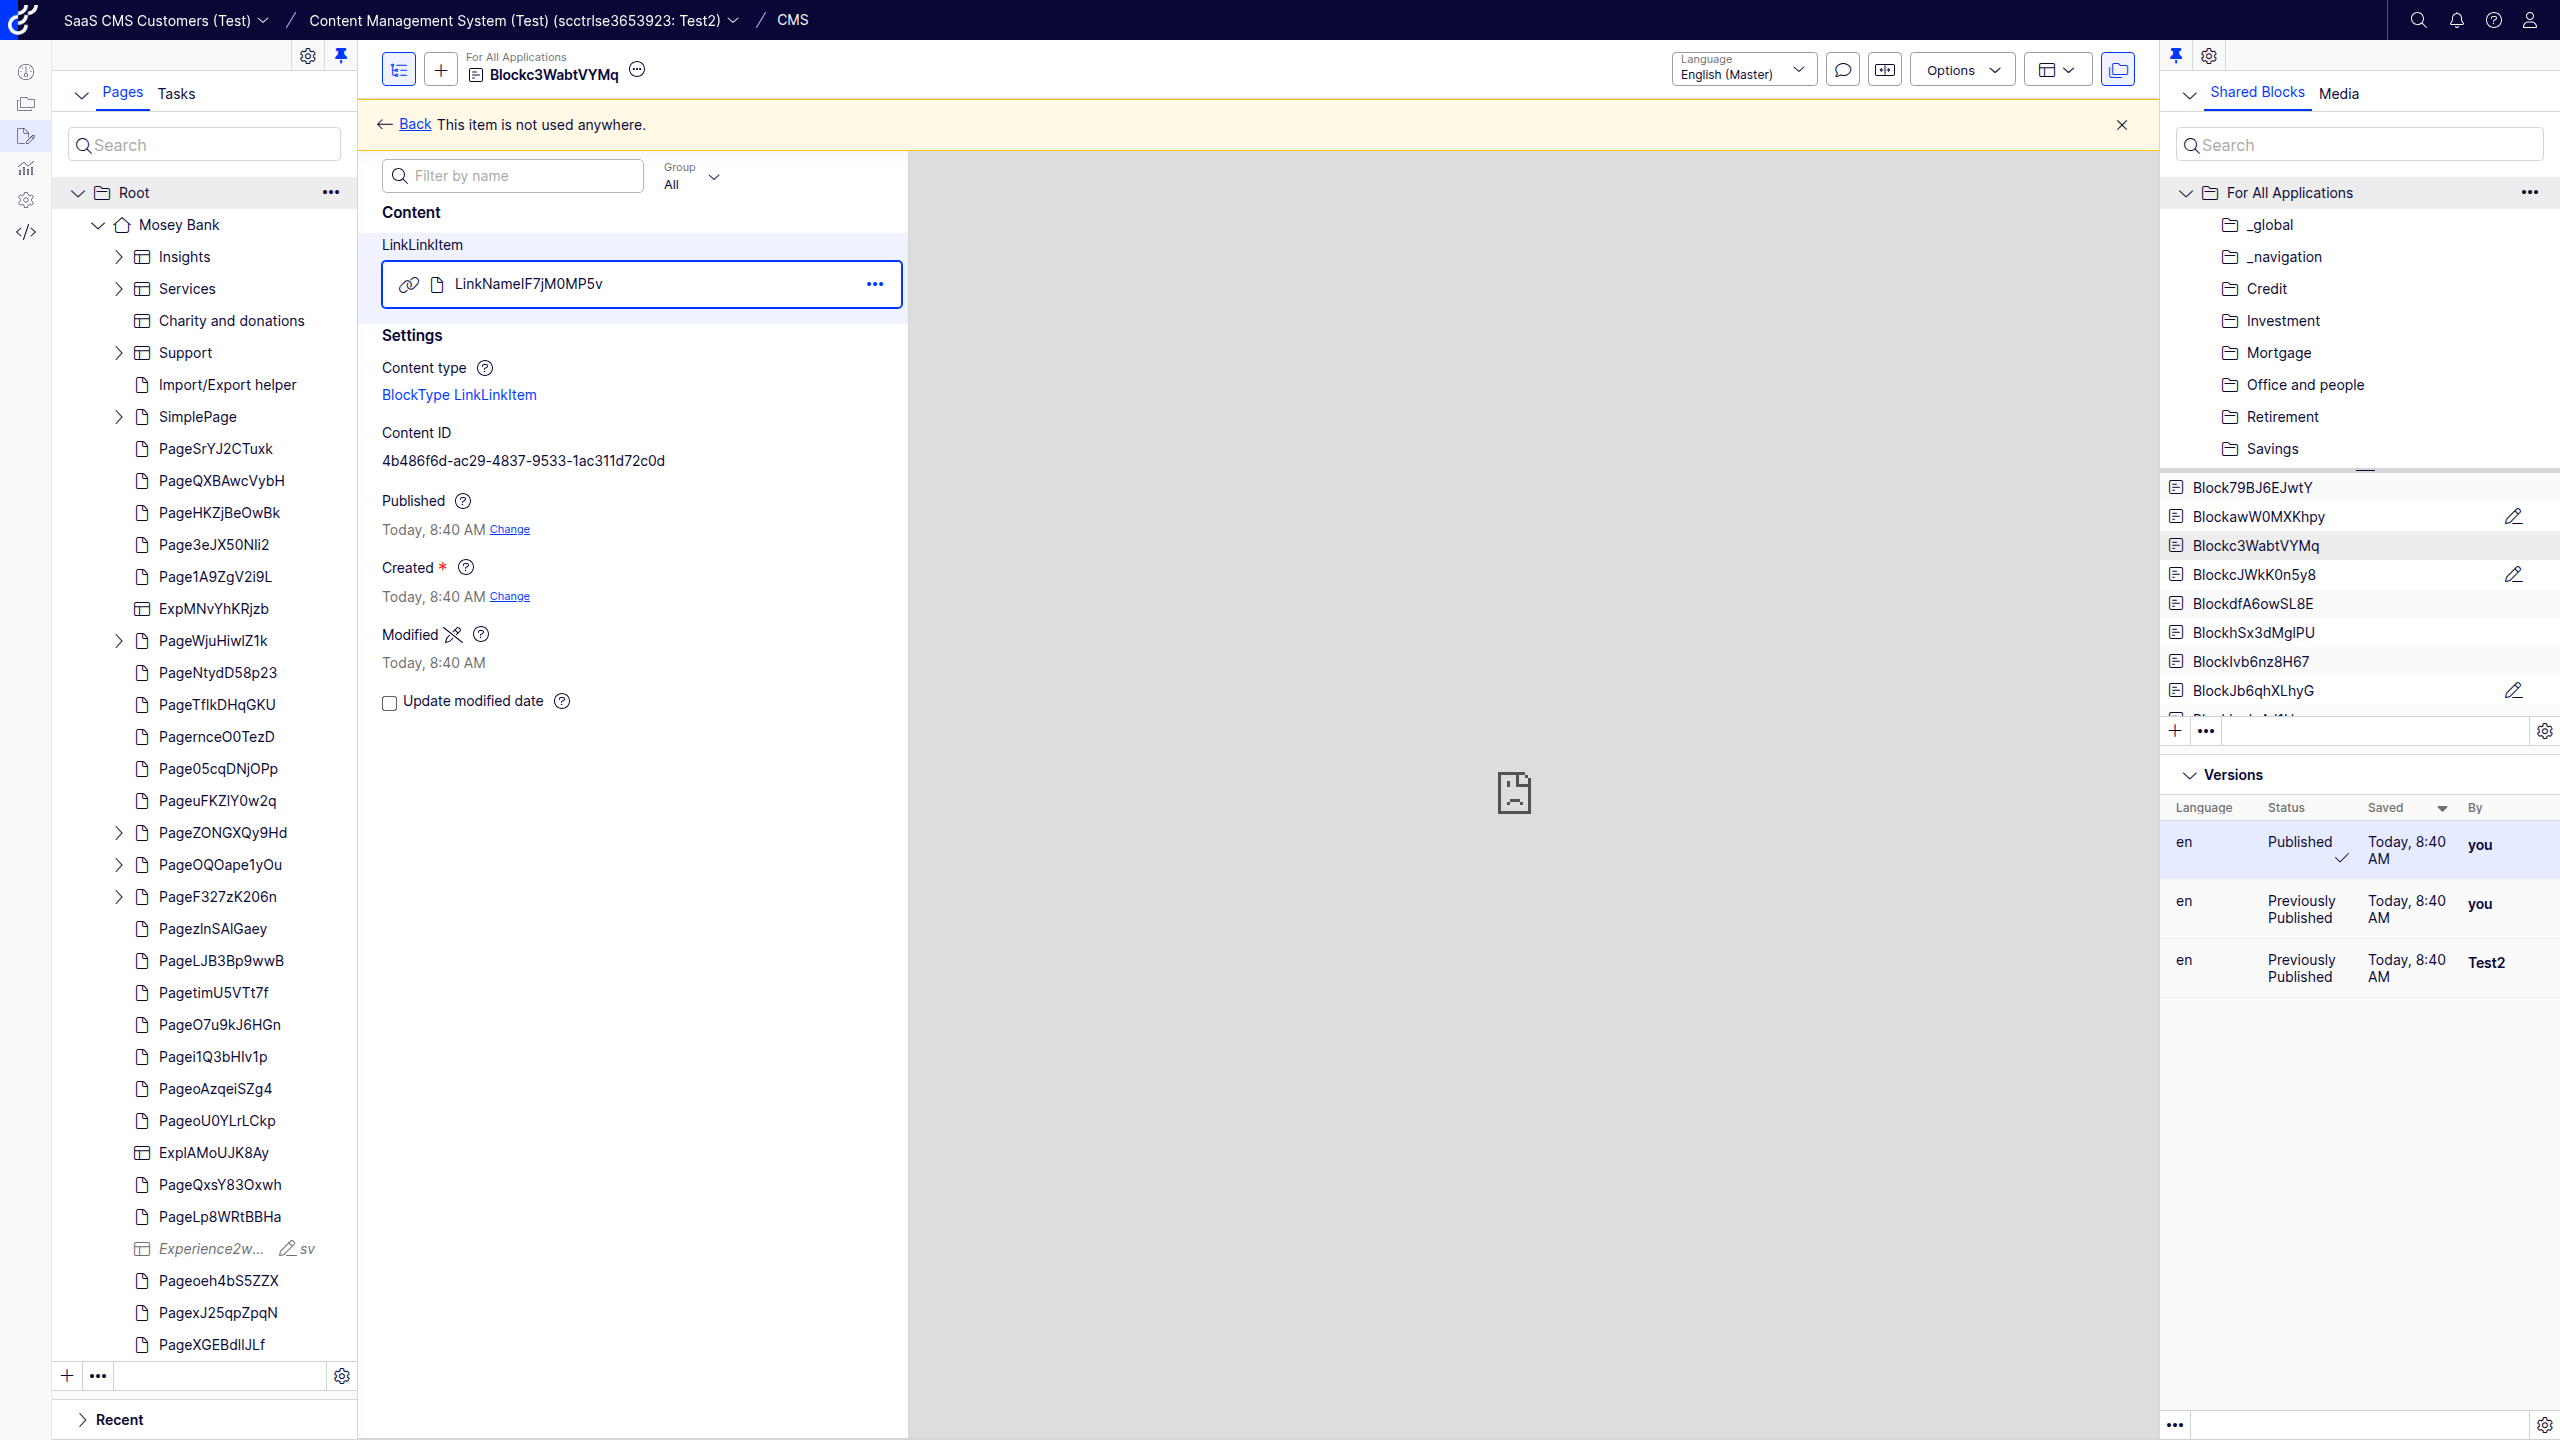 SaaS CMS Customers (Test)
Content Management System (Test) (scctrlse3653923: Test2)
CMS
Pages
Tasks
Search
Root
Mosey Bank
Insights
Services
Charity and donations
Support
Import/Export helper
SimplePage
PageSrYJ2CTuxk
PageQXBAwcVybH
PageHKZjBeOwBk
Page3eJX50NIi2
Page1A9ZgV2i9L
ExpMNvYhKRjzb
PageWjuHiwlZ1k
PageNtydD58p23
PageTfIkDHqGKU
PagernceO0TezD
Page05cqDNjOPp
PageuFKZlY0w2q
PageZONGXQy9Hd
PageOQOape1yOu
PageF327zK206n
PagezlnSAlGaey
PageLJB3Bp9wwB
PagetimU5VTt7f
PageO7u9kJ6HGn
Pagei1Q3bHlv1p
PageoAzqeiSZg4
PageoU0YLrLCkp
ExplAMoUJK8Ay
PageQxsY83Oxwh
PageLp8WRtBBHa
Experience2w... sv
Pageoeh4bS5ZZX
PagexJ25qpZpqN
PageXGEBdlIJLf
Recent
For All Applications
Blockc3WabtVYMq
Language
English (Master)
Options
Back This item is not used anywhere.
Filter by name
Group
All
Content
LinkLinkItem
LinkNameIF7jM0MP5v
Settings
Content type
BlockType LinkLinkItem
Content ID
4b486f6d-ac29-4837-9533-1ac311d72c0d
Published
Today, 8:40 AM Change
Created *
Today, 8:40 AM Change
Modified
Today, 8:40 AM
Update modified date
Shared Blocks
Media
Search
For All Applications
_global
_navigation
Credit
Investment
Mortgage
Office and people
Retirement
Savings
Block79BJ6EJwtY
BlockawW0MXKhpy
Blockc3WabtVYMq
BlockcJWkK0n5y8
BlockdfA6owSL8E
BlockhSx3dMglPU
BlockIvb6nz8H67
BlockJb6qhXLhyG
Versions
Language Status Saved By
en Published Today, 8:40 AM you
en Previously Published Today, 8:40 AM you
en Previously Published Today, 8:40 AM Test2